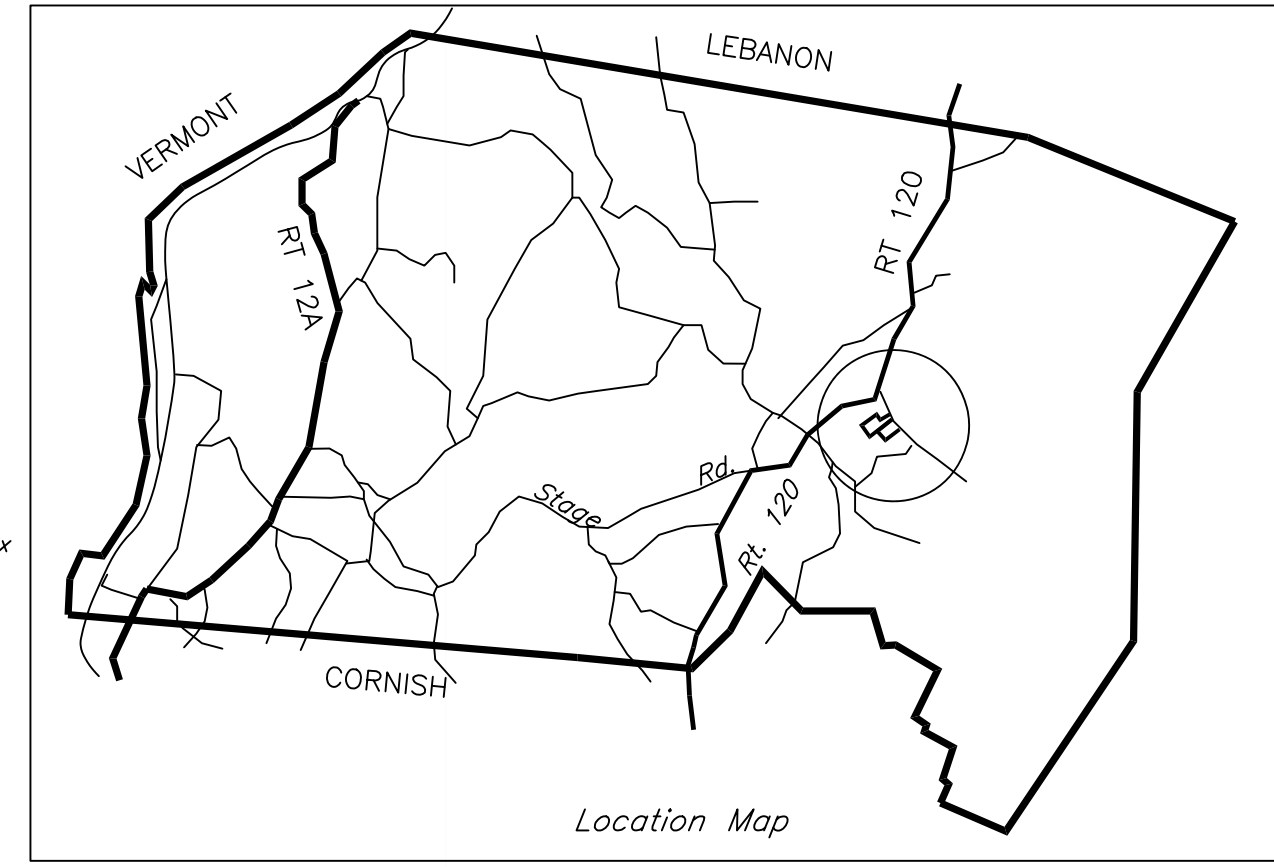 LEBANON
VERMONT
RT 120
RT 12A
Rd.
Stage
Rt. 120
x
CORNISH
Location Map